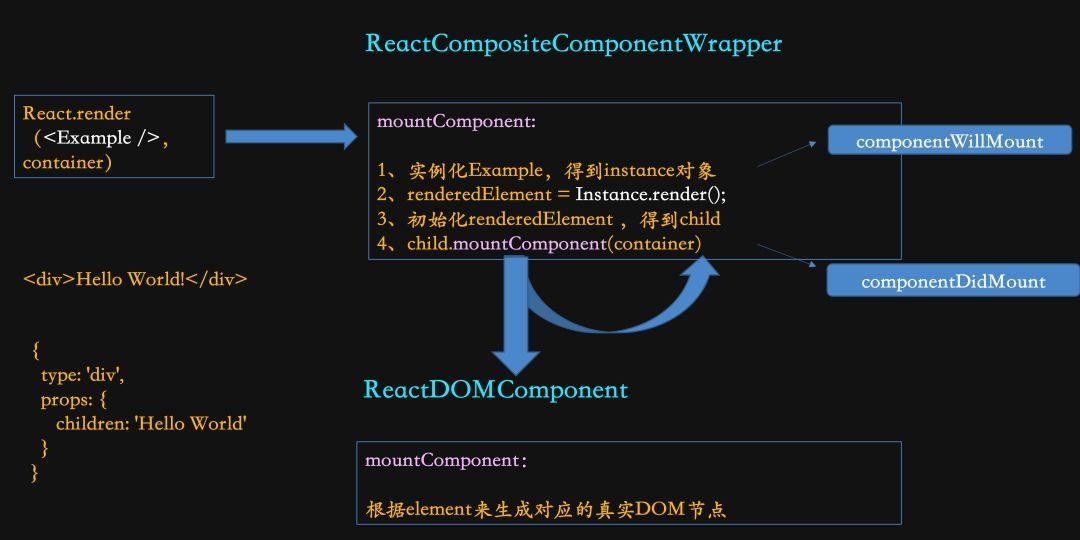 ReactCompositeComponentWrapper
React.render
（<Example />，
container)
mountComponent:
1、实例化Example，得到instance对象
2、renderedElement = Instance.render();
3、初始化renderedElement ，得到child
4、child.mountComponent(container)
componentWillMount
componentDidMount
<div>Hello World!</div>
{
type: 'div',
props: {
children: 'Hello World'
}
}
ReactDOMComponent
mountComponent：
根据element来生成对应的真实DOM节点